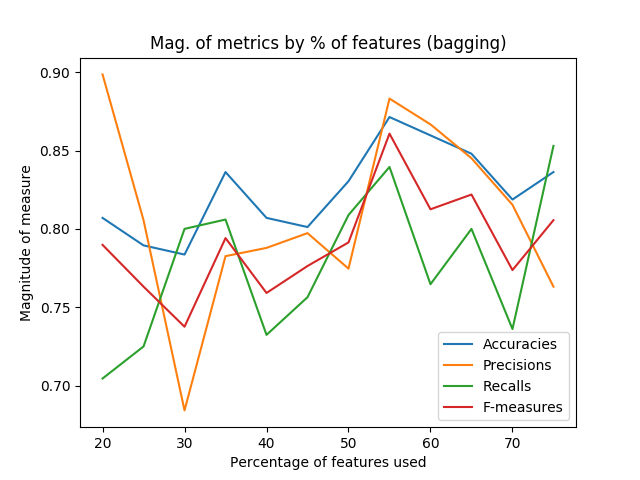 Mag. of metrics by % of features (bagging)
Magnitude of measure
0.90
0.85
0.80
0.75
0.70
20 30 40 50 60 70
Percentage of features used
Accuracies
Precisions
Recalls
F-measures